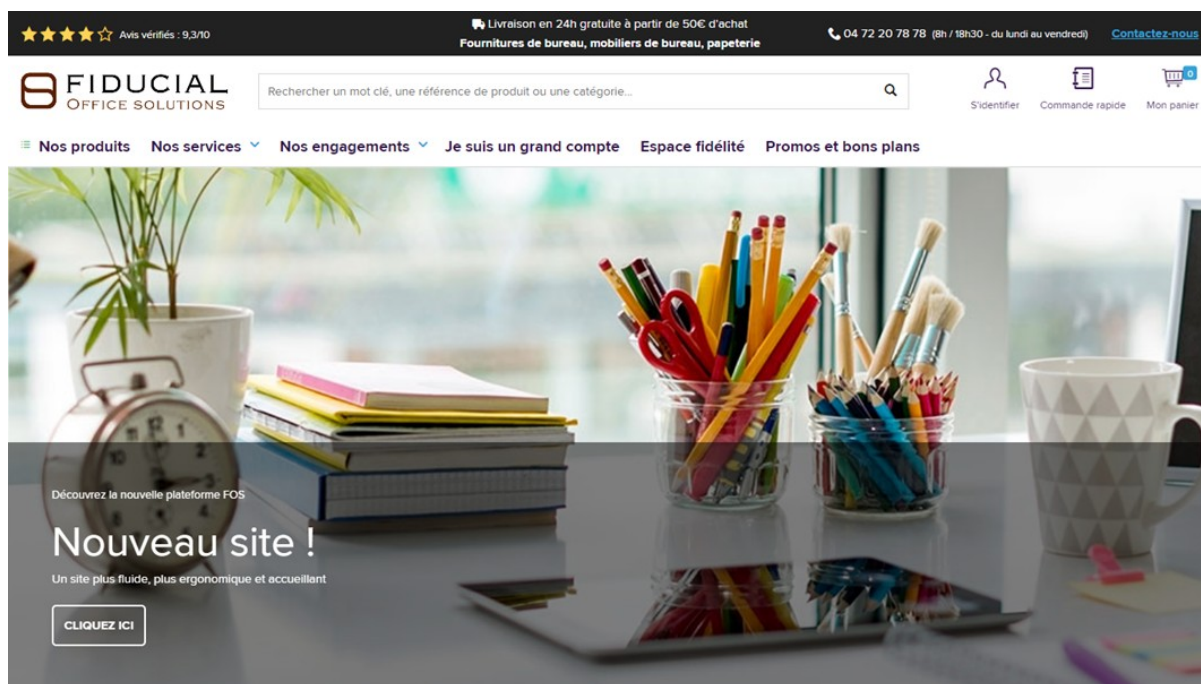 Avis vérifiés : 9,3/10
Livraison en 24h gratuite à partir de 50€ d'achat
Fournitures de bureau, mobiliers de bureau, papeterie
04 72 20 78 78 (8h / 18h30 - du lundi au vendredi)
Contactez-nous
FIDUCIAL
OFFICE SOLUTIONS
Rechercher un mot clé, une référence de produit ou une catégorie...
S'identifier
Commande rapide
0
Mon panier
Nos produits Nos services Nos engagements Je suis un grand compte Espace fidélité Promos et bons plans
Découvrez la nouvelle plateforme FOS
Nouveau site !
Un site plus fluide, plus ergonomique et accueillant
CLIQUEZ ICI